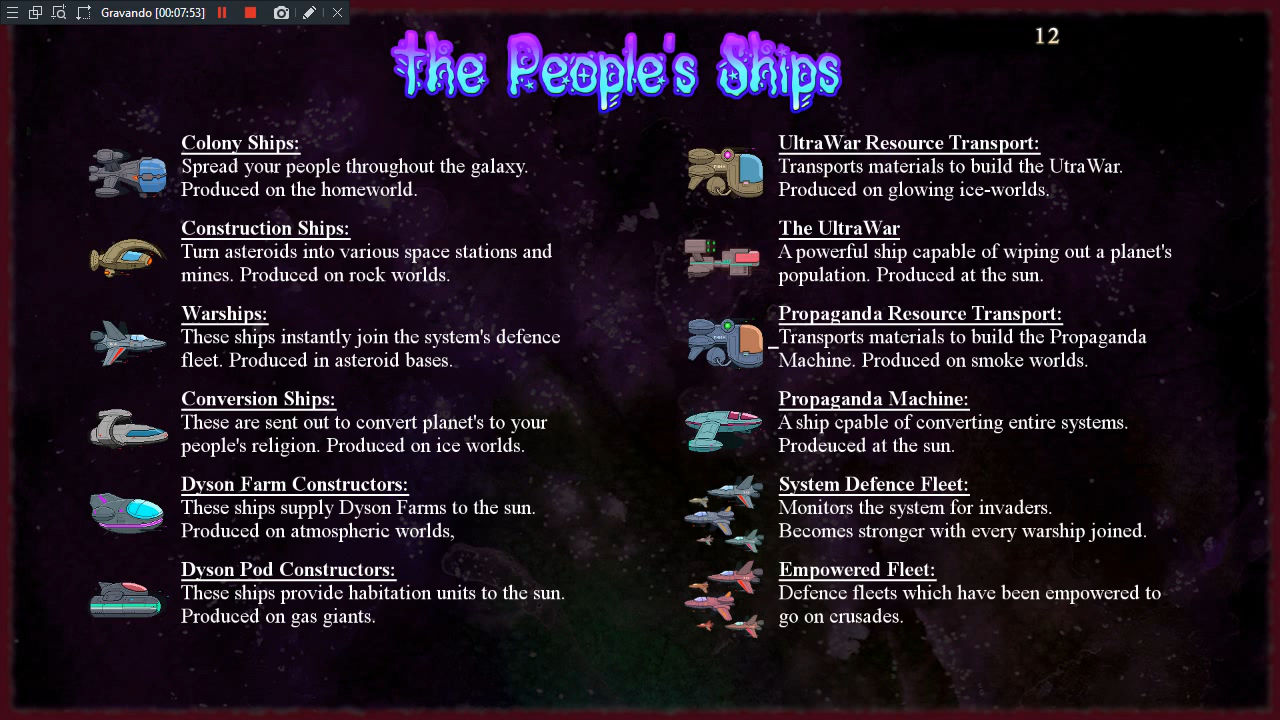 Gravando [00:07:53]
12
the People's Ships
Colony Ships:
Spread your people throughout the galaxy.
Produced on the homeworld.
Construction Ships:
Turn asteroids into various space stations and
mines. Produced on rock worlds.
Warships:
These ships instantly join the system's defence
fleet. Produced in asteroid bases.
Conversion Ships:
These are sent out to convert planet's to your
people's religion. Produced on ice worlds.
Dyson Farm Constructors:
These ships supply Dyson Farms to the sun.
Produced on atmospheric worlds,
Dyson Pod Constructors:
These ships provide habitation units to the sun.
Produced on gas giants.
UltraWar Resource Transport:
Transports materials to build the UtraWar.
Produced on glowing ice-worlds.
The UltraWar
A powerful ship capable of wiping out a planet's
population. Produced at the sun.
Propaganda Resource Transport:
Transports materials to build the Propaganda
Machine. Produced on smoke worlds.
Propaganda Machine:
A ship cpable of converting entire systems.
Prodeuced at the sun.
System Defence Fleet:
Monitors the system for invaders.
Becomes stronger with every warship joined.
Empowered Fleet:
Defence fleets which have been empowered to
go on crusades.